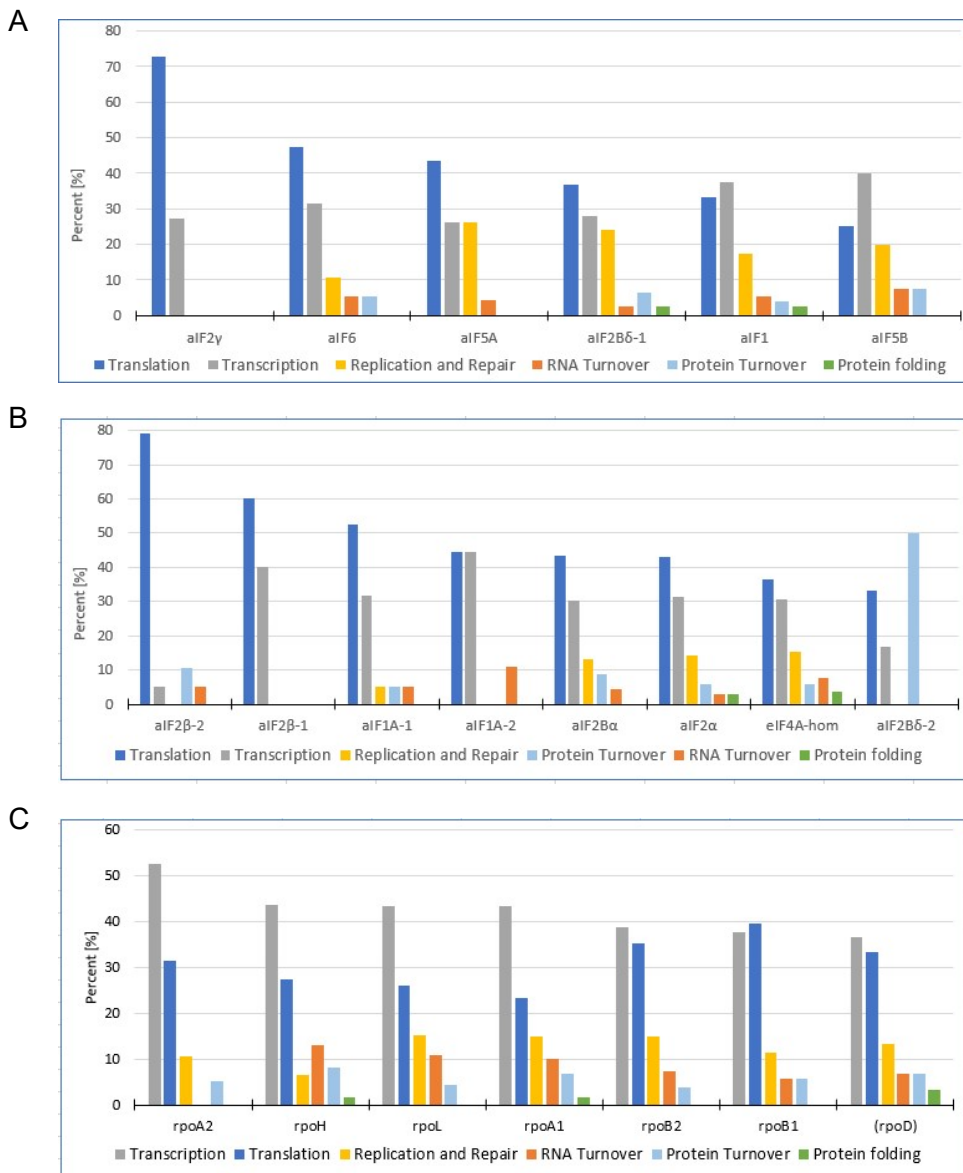 A
80
70
60
50
40
30
20
10
0
Percent [%]
aIF2γ aIF6 aIF5A aIF2Bδ-1 aIF1 aIF5B
Translation Transcription Replication and Repair RNA Turnover Protein Turnover Protein folding
B
80
70
60
50
40
30
20
10
0
Percent [%]
aIF2β-2 aIF2β-1 aIF1A-1 aIF1A-2 aIF2Bα aIF2α eIF4A-hom aIF2Bδ-2
Translation Transcription Replication and Repair Protein Turnover RNA Turnover Protein folding
C
60
50
40
30
20
10
0
Percent [%]
rpoA2 rpoH rpoL rpoA1 rpoB2 rpoB1 (rpoD)
Transcription Translation Replication and Repair RNA Turnover Protein Turnover Protein folding